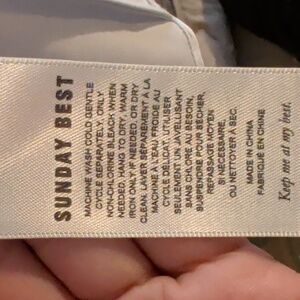 SUNDAY BEST
MACHINE WASH COLD GENTLE
CYCLE SEPARATELY, ONLY
NON-CHLORINE BLEACH WHEN
NEEDED, HANG TO DRY, WARM
IRON ONLY IF NEEDED, OR DRY
CLEAN. LAVER SÉPARÉMENT À LA
MACHINE À L'EAU FROIDE AU
CYCLE DÉLICAT, UTILISER
SEULEMENT UN JAVELLISANT
SANS CHLORE AU BESOIN,
SUSPENDRE POUR SÉCHER,
REPASSAGE MOYEN
SI NÉCESSAIRE
OU NETTOYER À SEC.
MADE IN CHINA
FABRIQUÉ EN CHINE
Keep me at my best.